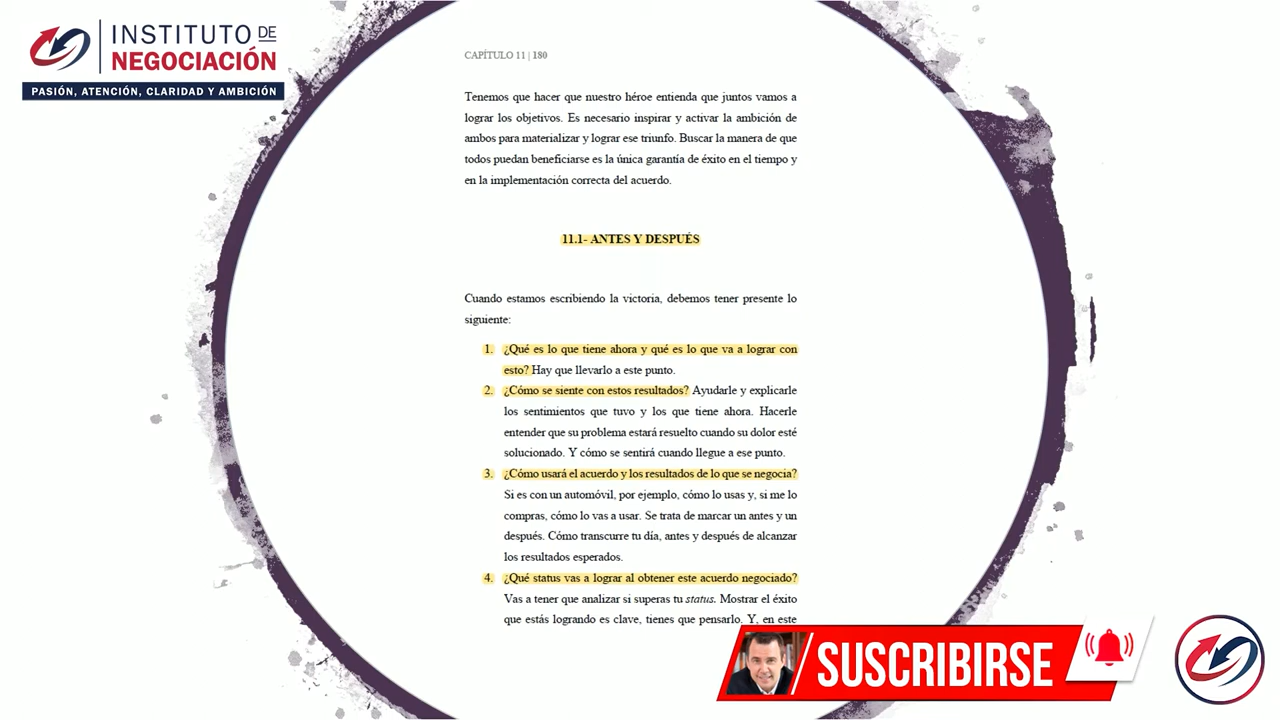 INSTITUTO DE
NEGOCIACIÓN
PASIÓN, ATENCIÓN, CLARIDAD Y AMBICIÓN
CAPÍTULO 11 | 180
Tenemos que hacer que nuestro héroe entienda que juntos vamos a
lograr los objetivos. Es necesario inspirar y activar la ambición de
ambos para materializar y lograr ese triunfo. Buscar la manera de que
todos puedan beneficiarse es la única garantía de éxito en el tiempo y
en la implementación correcta del acuerdo.
11.1- ANTES Y DESPUÉS
Cuando estamos escribiendo la victoria, debemos tener presente lo
siguiente:
1. ¿Qué es lo que tiene ahora y qué es lo que va a lograr con
esto? Hay que llevarlo a este punto.
2. ¿Cómo se siente con estos resultados? Ayudarle y explicarle
los sentimientos que tuvo y los que tiene ahora. Hacerle
entender que su problema estará resuelto cuando su dolor esté
solucionado. Y cómo se sentirá cuando llegue a ese punto.
3. ¿Cómo usará el acuerdo y los resultados de lo que se negocia?
Si es con un automóvil, por ejemplo, cómo lo usas y, si me lo
compras, cómo lo vas a usar. Se trata de marcar un antes y un
después. Cómo transcurre tu día, antes y después de alcanzar
los resultados esperados.
4. ¿Qué status vas a lograr al obtener este acuerdo negociado?
Vas a tener que analizar si superas tu status. Mostrar el éxito
que estás logrando es clave, tienes que pensarlo. Y, en este
SUSCRIBIRSE